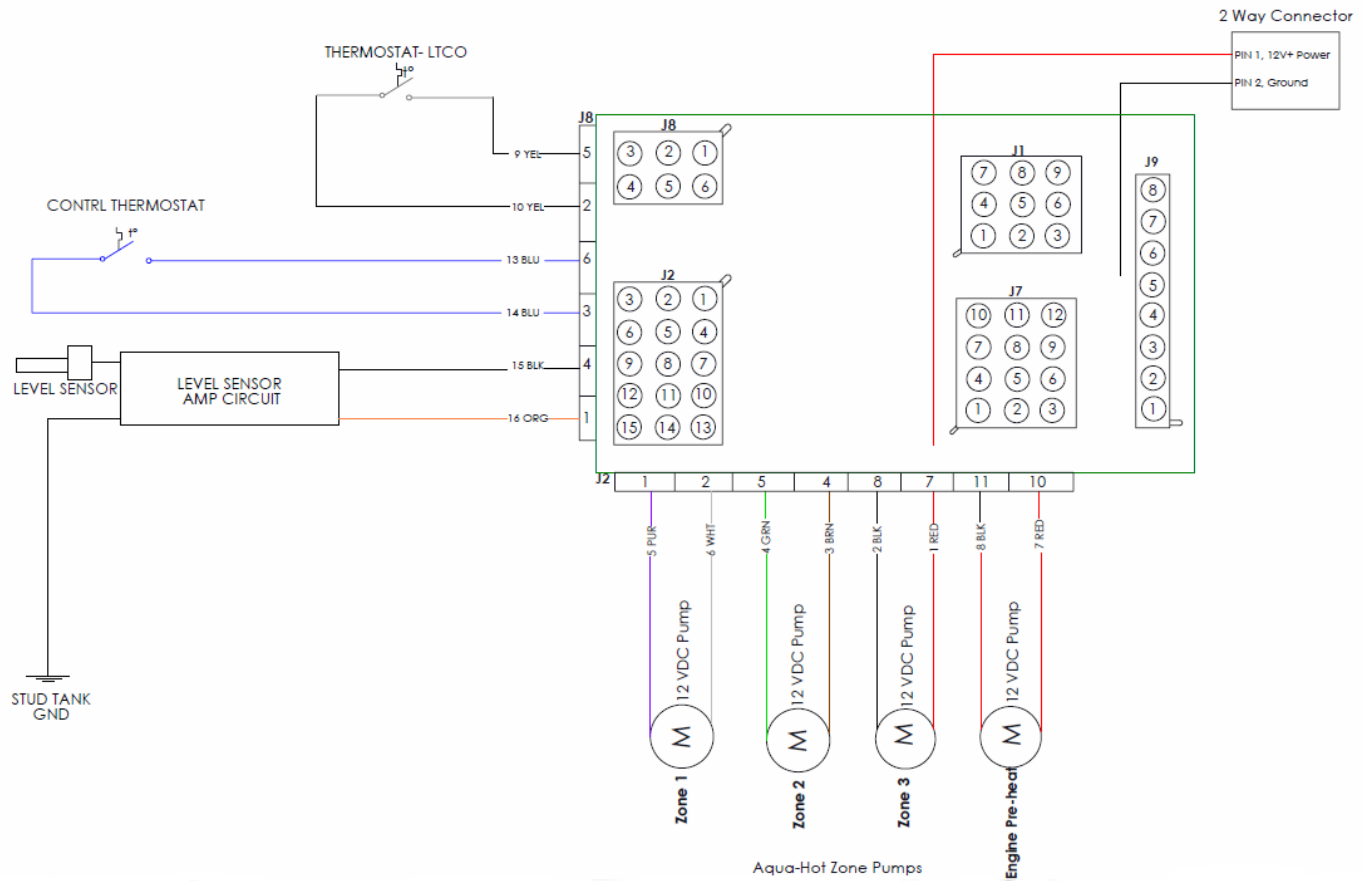 2 Way Connector
PIN 1, 12V+ Power
PIN 2, Ground
THERMOSTAT- LTCO
t°
J8
5
9 YEL
2
10 YEL
CONTRL THERMOSTAT
t°
6
13 BLU
3
14 BLU
4
15 BLK
1
16 ORG
LEVEL SENSOR
LEVEL SENSOR
AMP CIRCUIT
STUD TANK
GND
J8
3 2 1
4 5 6
J2
3 2 1
6 5 4
9 8 7
12 11 10
15 14 13
J1
7 8 9
4 5 6
1 2 3
J7
10 11 12
7 8 9
4 5 6
1 2 3
J9
8
7
6
5
4
3
2
1
J2 1 2 5 4 8 7 11 10
5 PUR
6 WHT
4 GRN
3 BRN
2 BLK
1 RED
8 BLK
7 RED
12 VDC Pump
12 VDC Pump
12 VDC Pump
12 VDC Pump
M
M
M
M
Zone 1
Zone 2
Zone 3
Engine Pre-heat
Aqua-Hot Zone Pumps